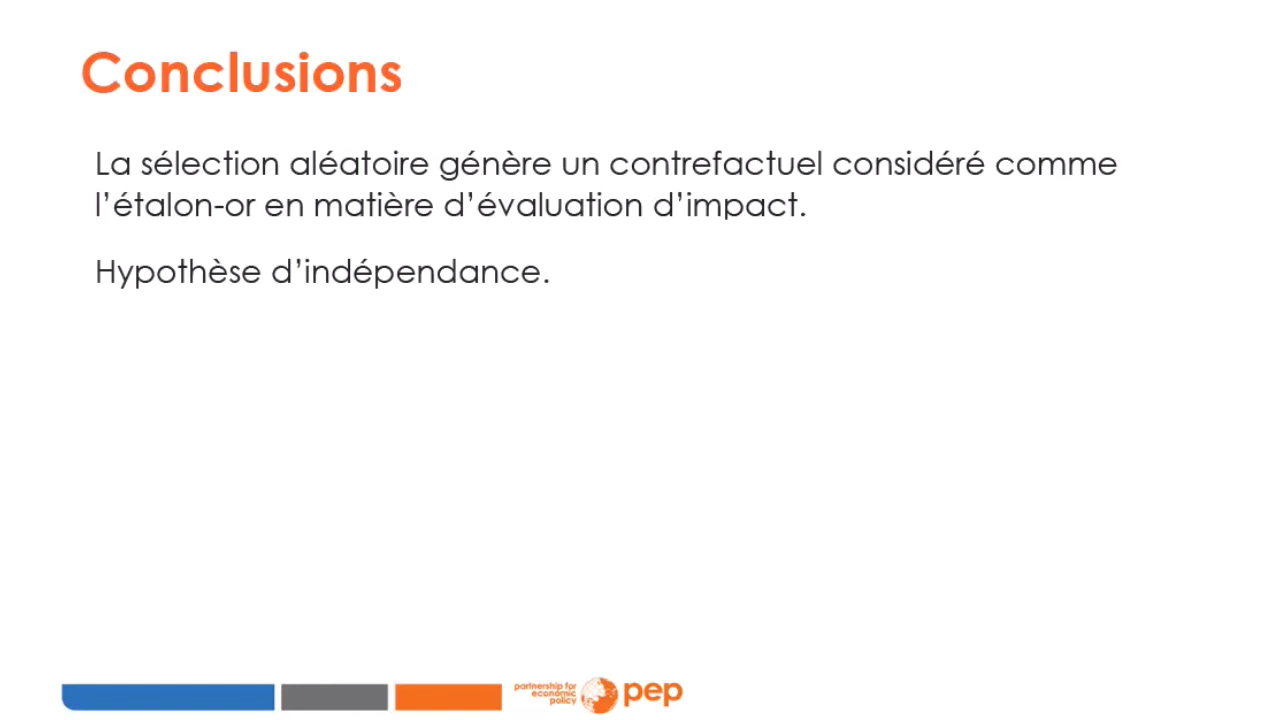 Conclusions
La sélection aléatoire génère un contrefactuel considéré comme
l’étalon-or en matière d’évaluation d’impact.
Hypothèse d’indépendance.
partnership for
economic
policy
pep